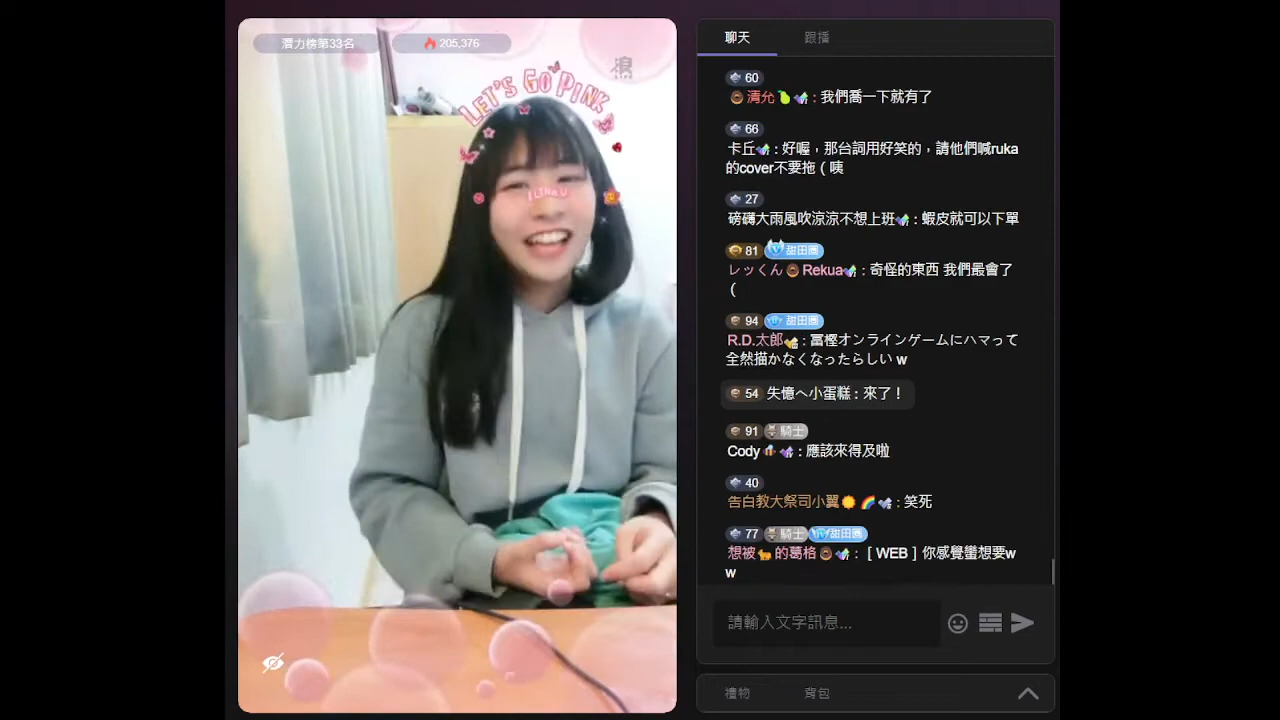 潛力榜第33名
205,376
浪
LET'S GO PINK
聊天
跟播
60
清允 : 我們喬一下就有了
66
卡丘 : 好喔，那台詞用好笑的，請他們喊ruka
的cover不要拖（咦
27
磅礴大雨風吹涼涼不想上班 : 蝦皮就可以下單
81 甜田圈
レッくん Rekua : 奇怪的東西 我們最會了
（
94 甜田圈
R.D.太郎 : 冨樫オンラインゲームにハマって
全然描かなくなったらしい w
54 失憶へ小蛋糕 : 來了！
91 騎士
Cody : 應該來得及啦
40
告白教大祭司小翼 : 笑死
77 騎士 甜田圈
想被 的葛格 : [ WEB ] 你感覺蠻想要w
w
請輸入文字訊息...
禮物
背包